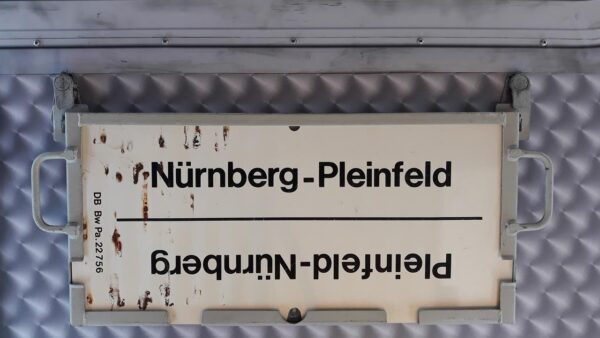 Nürnberg-Pleinfeld
Pleinfeld-Nürnberg
DB Bw Pa. 22756